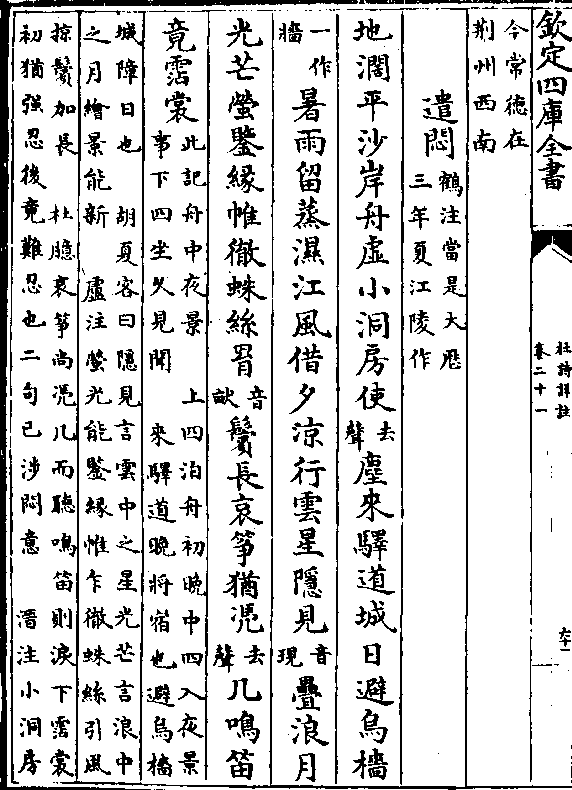 欽定四庫全書
杜詩詳註
卷二十一
六十一
今常德在
荆州西南
遣悶
鶴注當是大厯
三年夏江陵作
地濶平沙岸舟虛小洞房使
去聲
塵來驛道城日避烏檣
一作
牆
暑雨留蒸濕江風借夕涼行雲星隱見
音現
疊浪月
光芒螢鑒緣帷徹蛛絲罥
音畎
鬢長哀箏猶憑
去聲
几鳴笛
竟霑裳
此記舟中夜景 上四泊舟初晚中四入夜景
事下四坐久見聞 來驛道晚將宿也避烏檣
城障日也 胡夏客曰隱見言雲中之星光芒言浪中
之月繪景能新 盧注螢光能鑒緣帷乍徹蛛絲引風
掠鬢加長 杜臆哀箏尚憑几而聽鳴笛則淚下霑裳
初猶强忍後竟難忍也二句已涉悶意 潛注小洞房